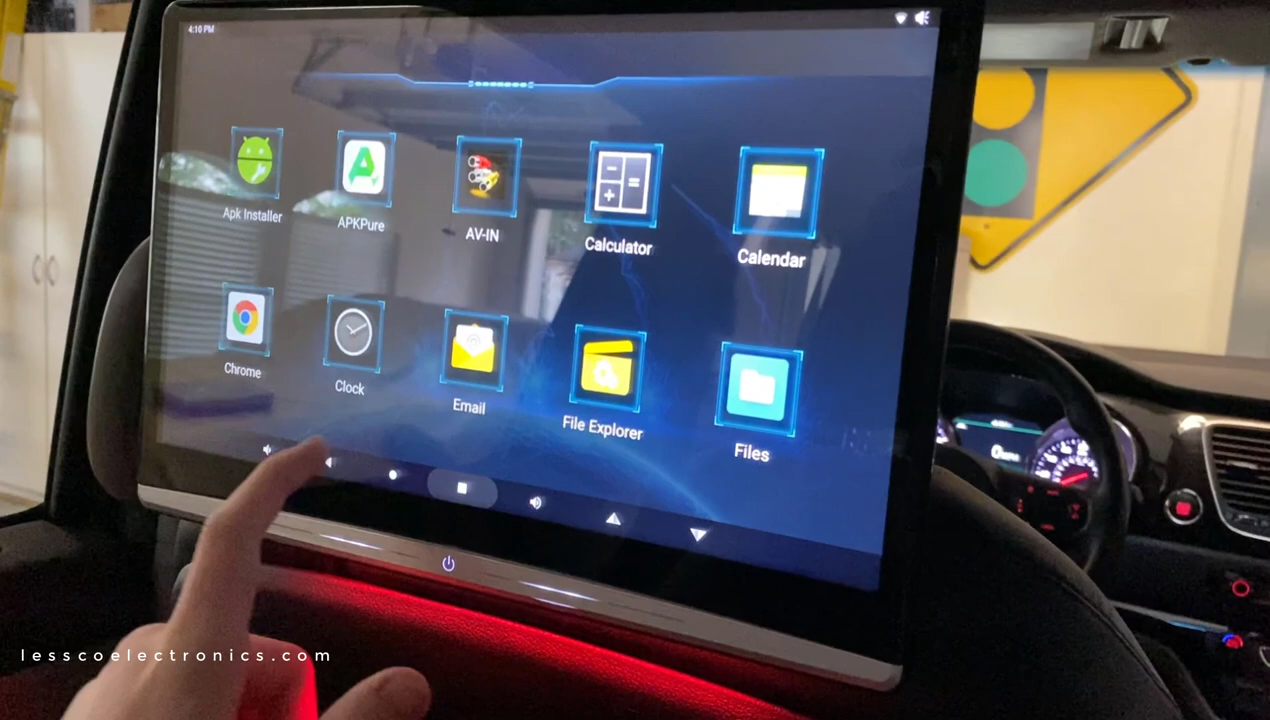 4:10 PM
Apk Installer
APKPure
AV-IN
Calculator
Calendar
Chrome
Clock
Email
File Explorer
Files
lesscoelectronics.com